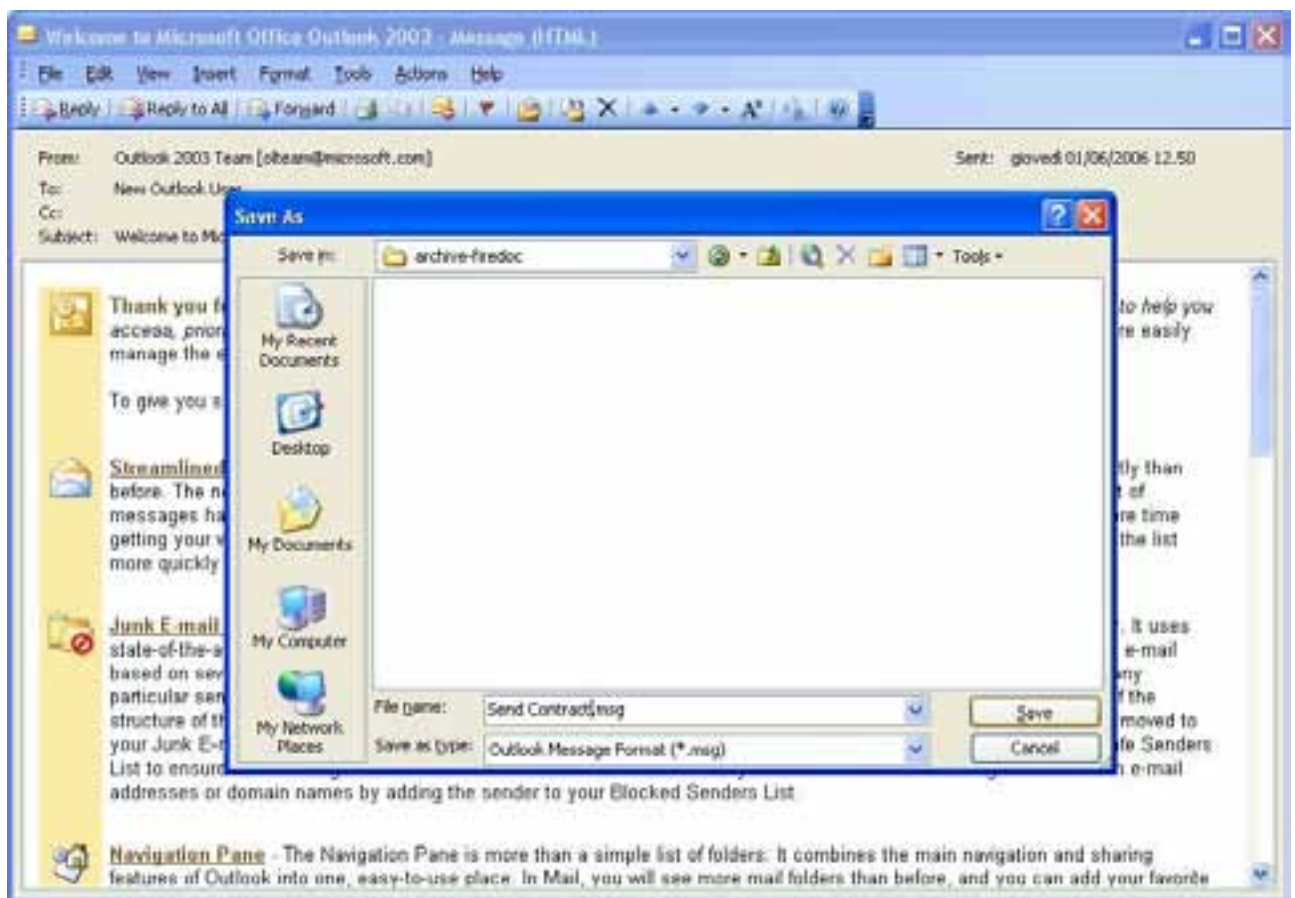 Welcome to Microsoft Office Outlook 2003 - Message (HTML)
File Edit View Insert Format Tools Actions Help
Reply Reply to All Forward
From: Outlook 2003 Team [olteam@microsoft.com] Sent: giovedì 01/06/2006 12.50
To: New Outlook User
Cc:
Subject: Welcome to Mic
Save As
Save in: archive-firedoc Tools
My Recent Documents
Desktop
My Documents
My Computer
My Network Places
File name: Send Contract.msg Save
Save as type: Outlook Message Format (*.msg) Cancel
Thank you f to help you
access, prior re easily
manage the e
To give you s
Streamlined tly than
before. The n t of
messages ha re time
getting your w the list
more quickly
Junk E-mail . It uses
state-of-the-a e-mail
based on sev any
particular sen f the
structure of th moved to
your Junk E-m fe Senders
List to ensure e-mail
addresses or domain names by adding the sender to your Blocked Senders List
Navigation Pane - The Navigation Pane is more than a simple list of folders. It combines the main navigation and sharing
features of Outlook into one, easy-to-use place. In Mail, you will see more mail folders than before, and you can add your favorite